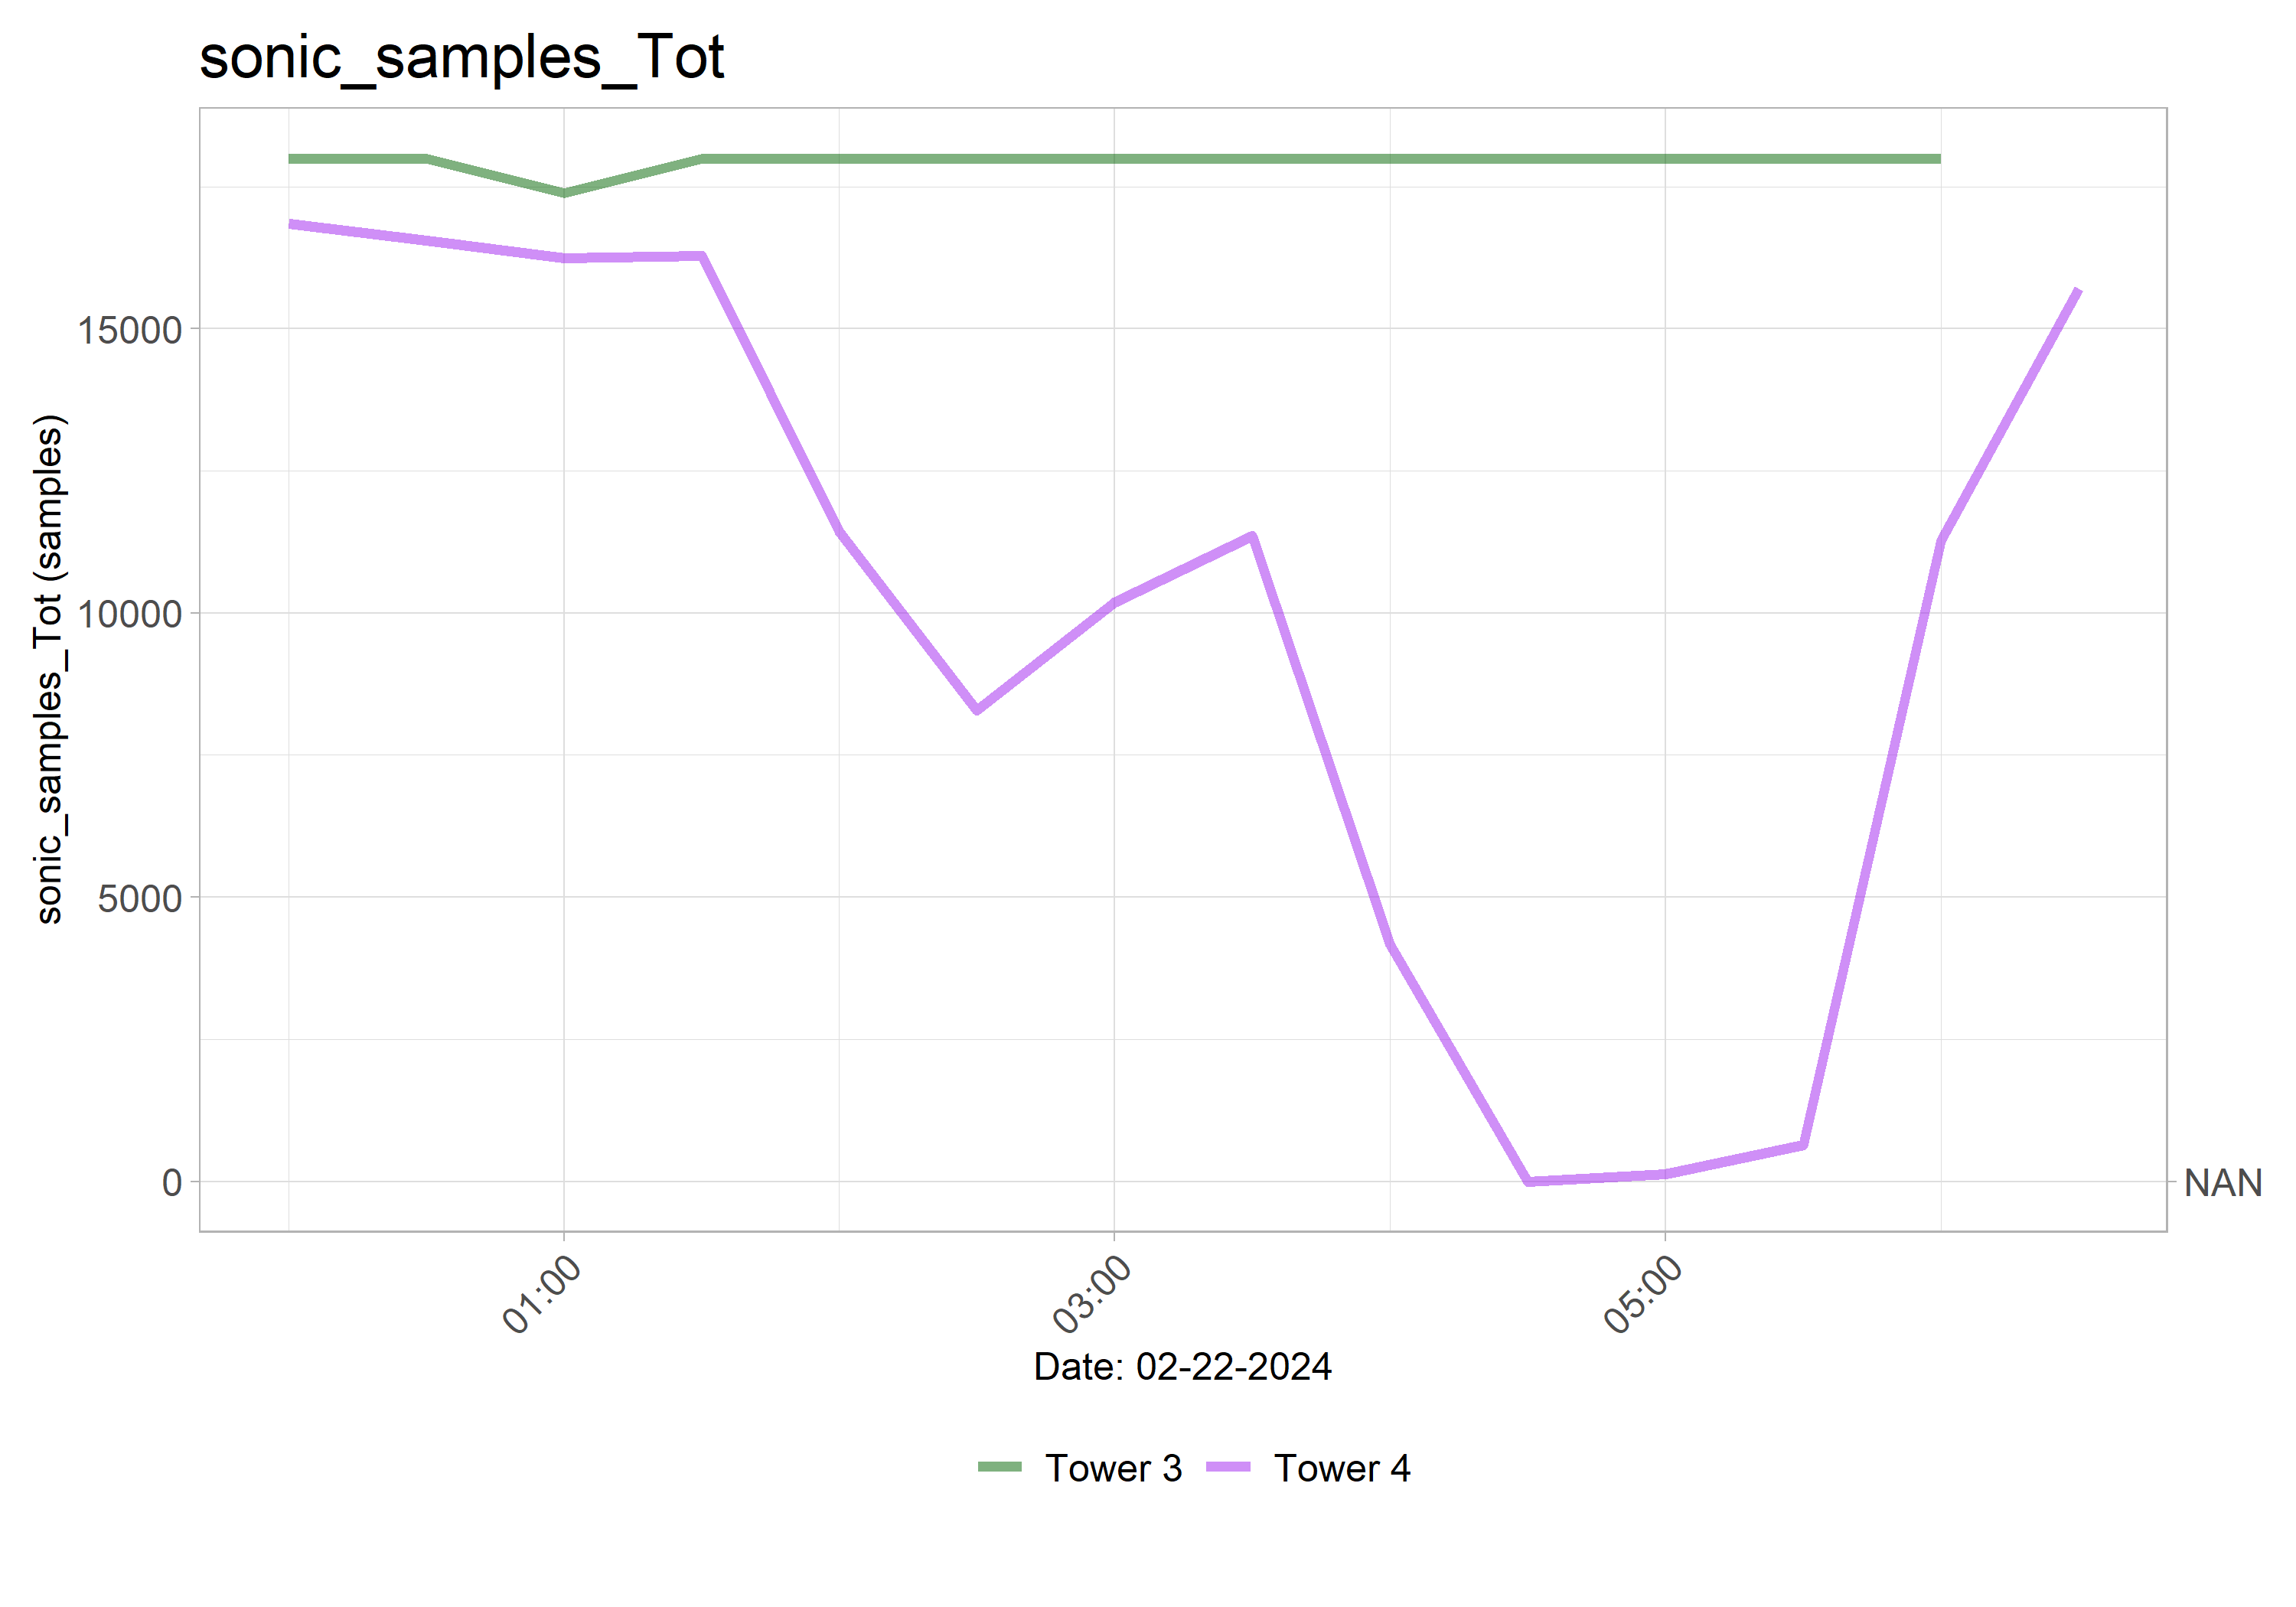 sonic_samples_Tot
sonic_samples_Tot (samples)
15000
10000
5000
0
NAN
01:00
03:00
05:00
Date: 02-22-2024
Tower 3
Tower 4